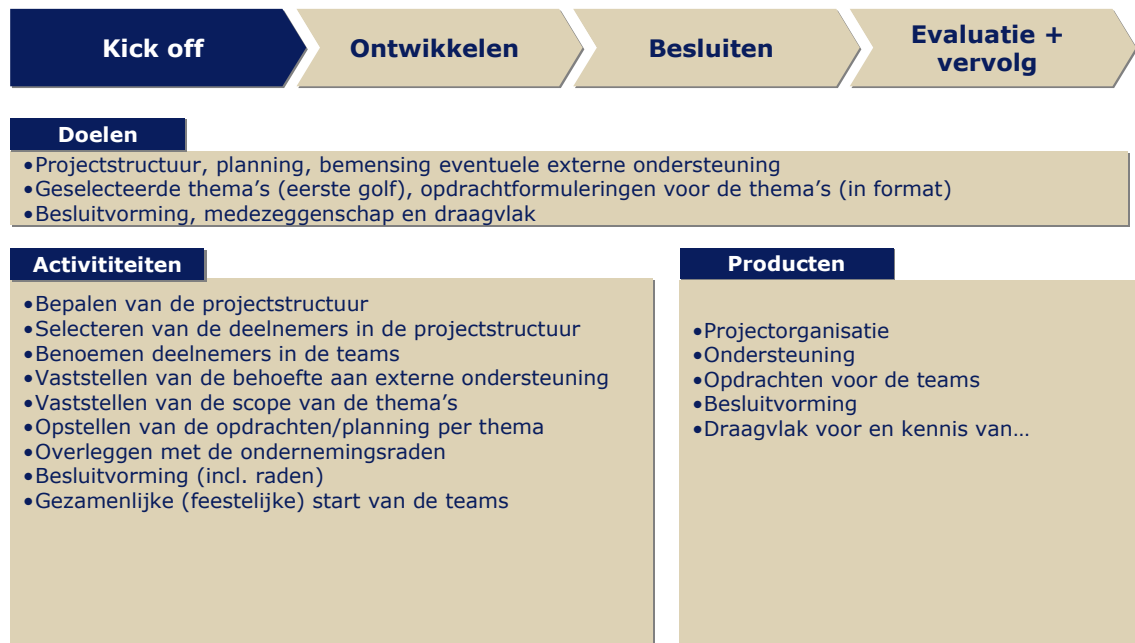 Kick off
Ontwikkelen
Besluiten
Evaluatie +
vervolg
Doelen
•Projectstructuur, planning, bemensing eventuele externe ondersteuning
•Geselecteerde thema’s (eerste golf), opdrachtformuleringen voor de thema’s (in format)
•Besluitvorming, medezeggenschap en draagvlak
Activititeiten
•Bepalen van de projectstructuur
•Selecteren van de deelnemers in de projectstructuur
•Benoemen deelnemers in de teams
•Vaststellen van de behoefte aan externe ondersteuning
•Vaststellen van de scope van de thema’s
•Opstellen van de opdrachten/planning per thema
•Overleggen met de ondernemingsraden
•Besluitvorming (incl. raden)
•Gezamenlijke (feestelijke) start van de teams
Producten
•Projectorganisatie
•Ondersteuning
•Opdrachten voor de teams
•Besluitvorming
•Draagvlak voor en kennis van…